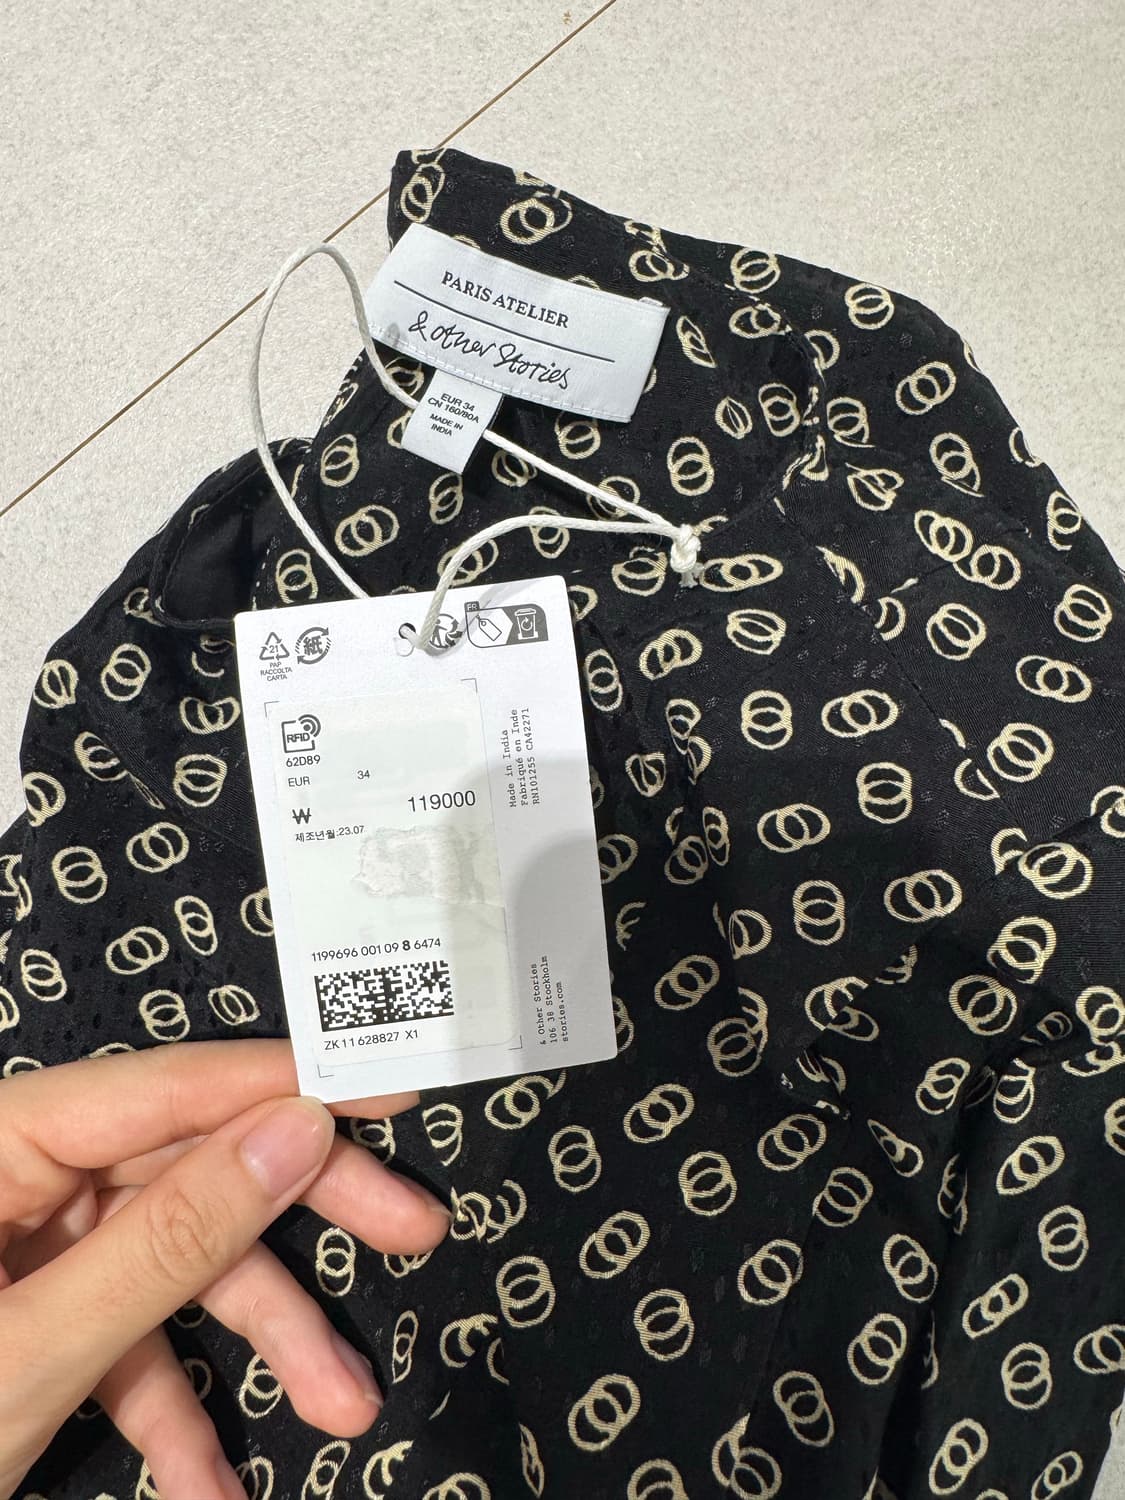 PARIS ATELIER
& Other Stories
EUR 34
CN 160/80A
MADE IN
INDIA
FR
21
PAP
RACCOLTA
CARTA
紙
RFID
62D89
EUR 34
₩ 119000
제조년월:23.07
1199696 001 09 8 6474
ZK 11 628827 X1
Made in India
Fabriqué en Inde
RN101255 CA42271
& Other Stories
106 38 Stockholm
stories.com